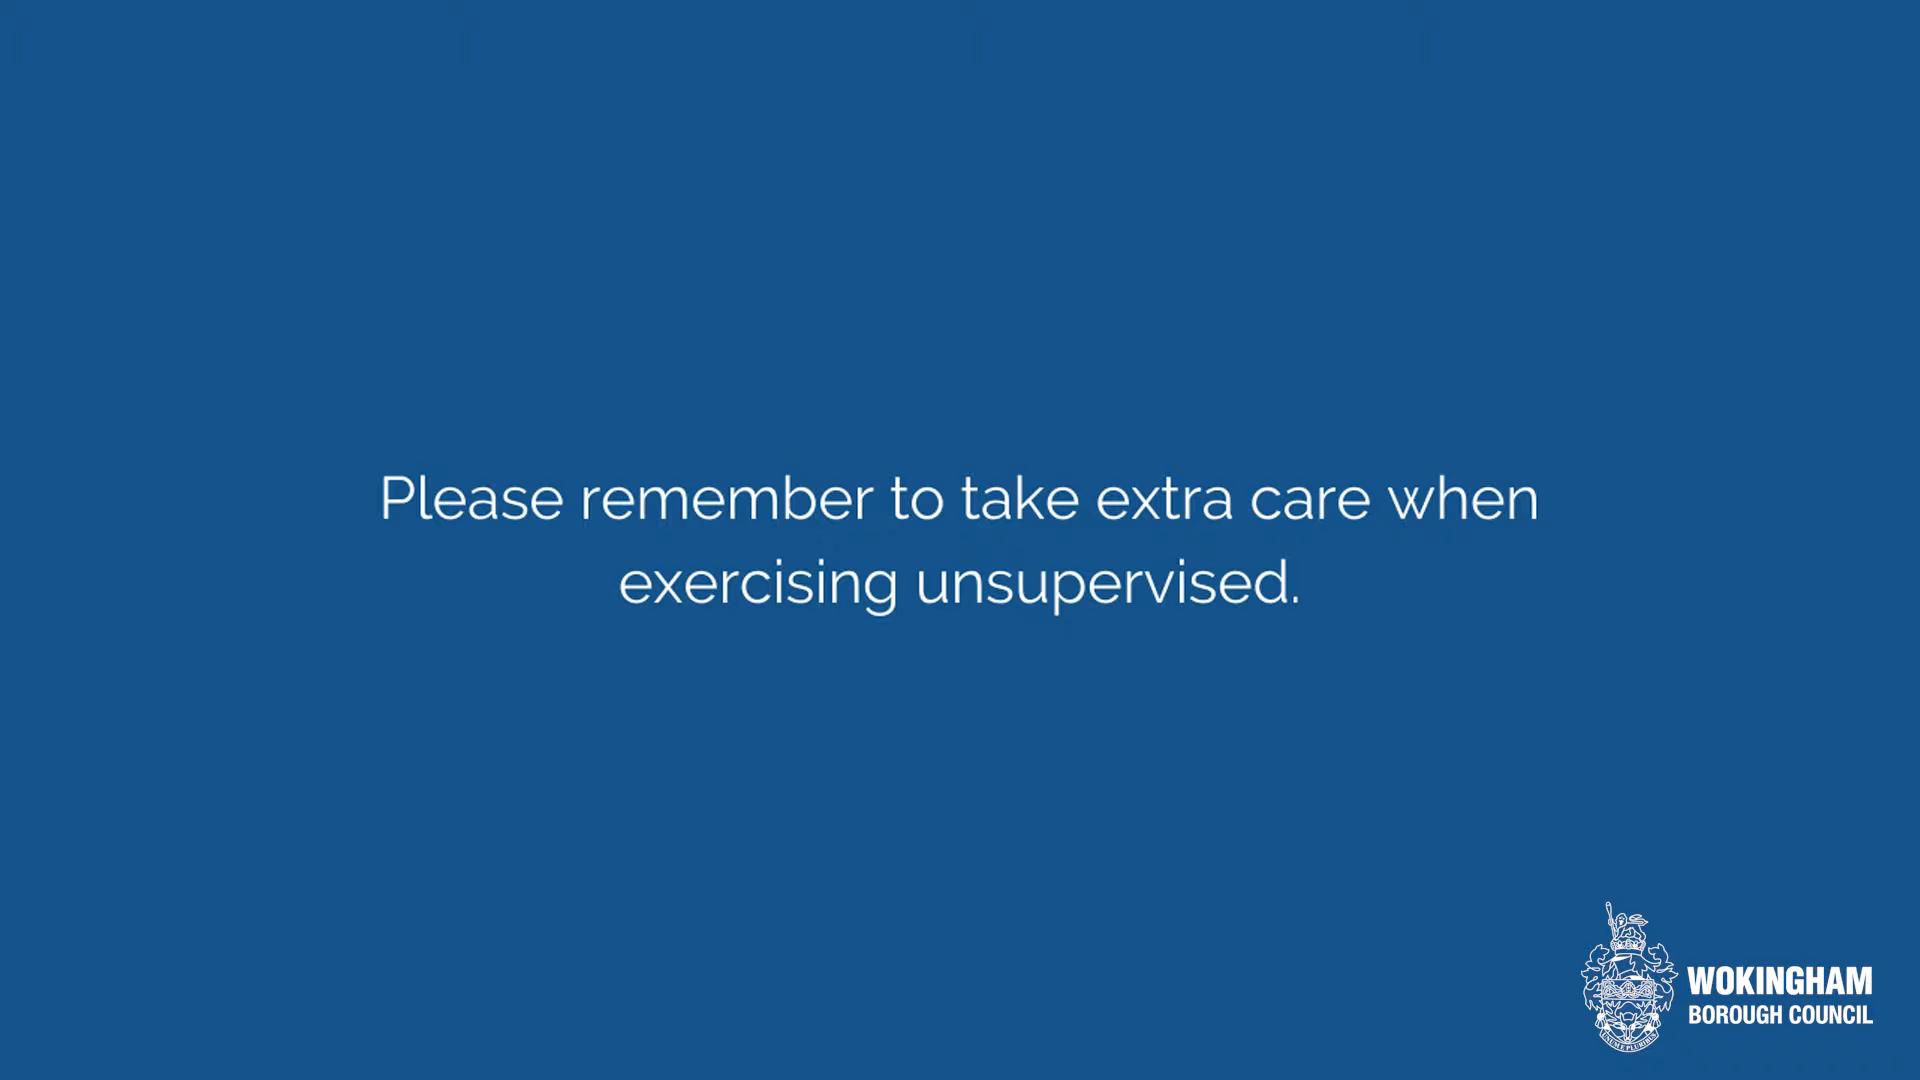 Please remember to take extra care when
exercising unsupervised.
WOKINGHAM
BOROUGH COUNCIL